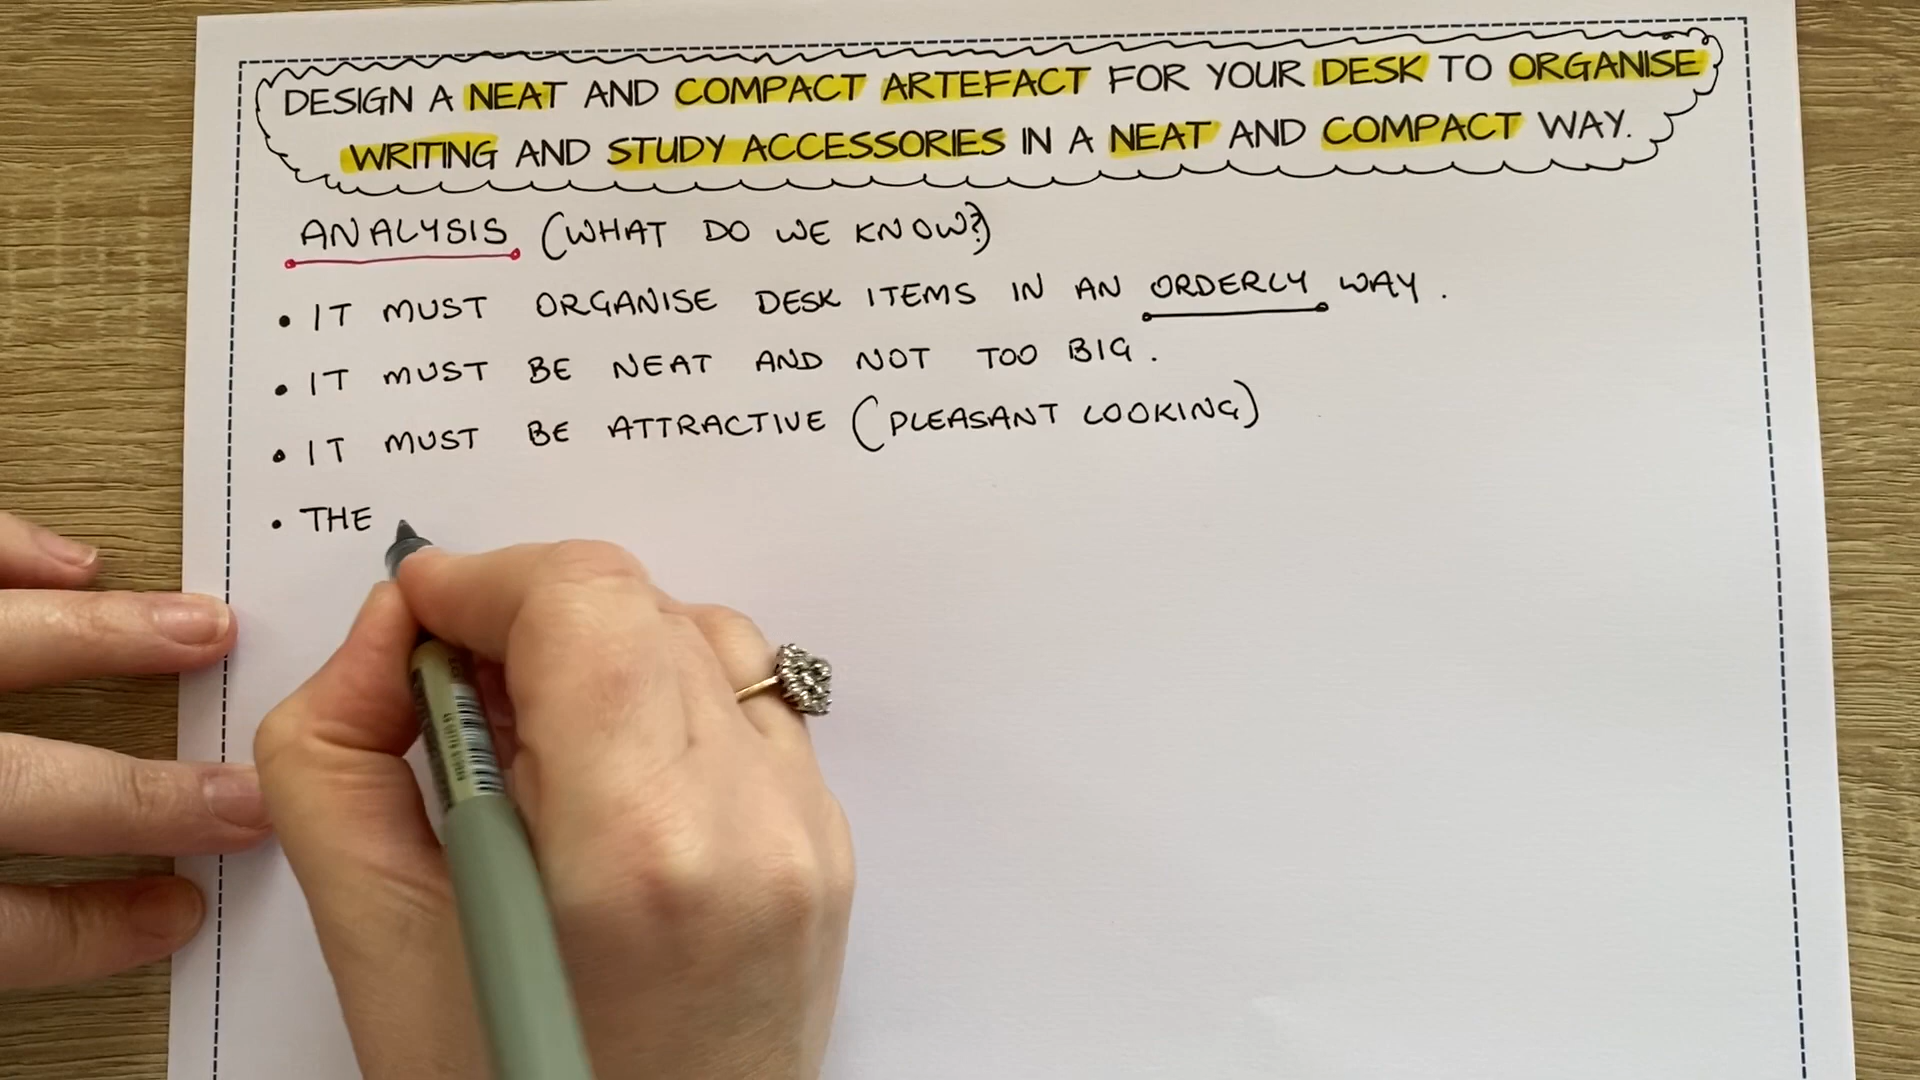 DESIGN A NEAT AND COMPACT ARTEFACT FOR YOUR DESK TO ORGANISE
WRITING AND STUDY ACCESSORIES IN A NEAT AND COMPACT WAY.
ANALYSIS (WHAT DO WE KNOW?)
• IT MUST ORGANISE DESK ITEMS IN AN ORDERLY WAY.
• IT MUST BE NEAT AND NOT TOO BIG.
• IT MUST BE ATTRACTIVE (PLEASANT LOOKING)
• THE